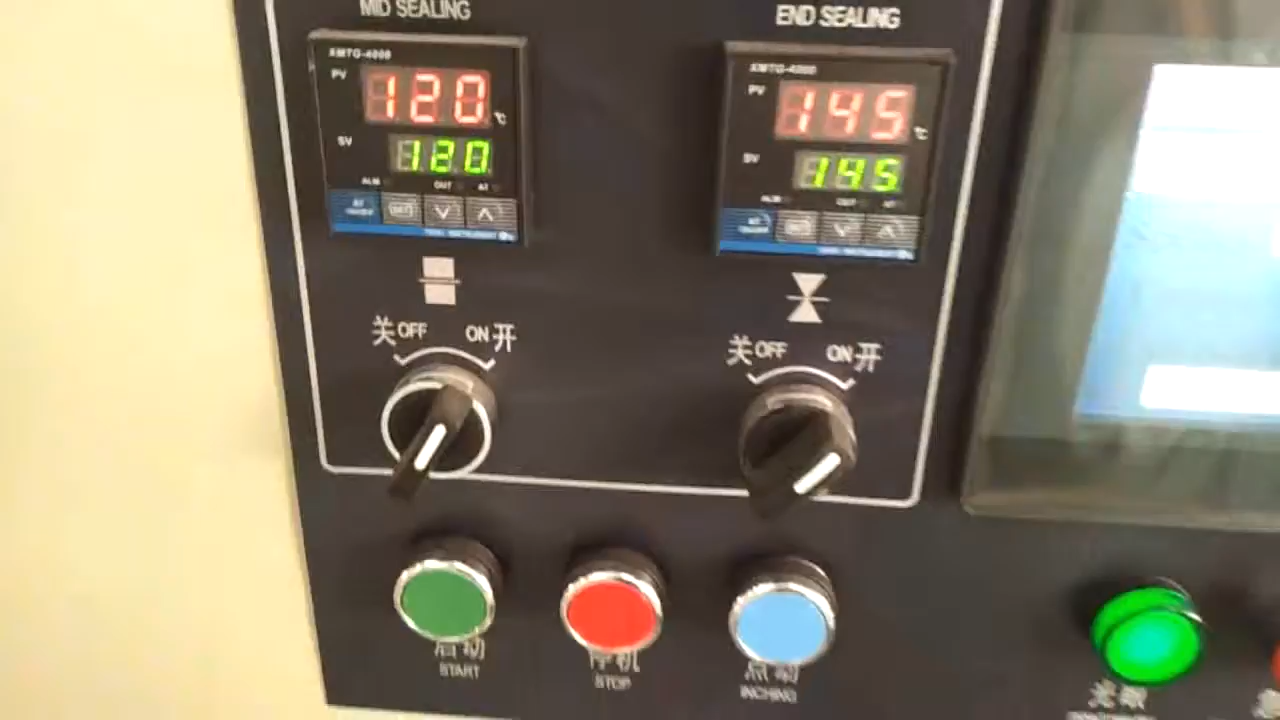 MID SEALING
END SEALING
XMTG-4000
PV 120 ℃
SV 120
ALM OUT AT
XMTG-4000
PV 145 ℃
SV 145
ALM OUT AT
关OFF ON开
关OFF ON开
启动
START
停机
STOP
点动
INCHING
光眼